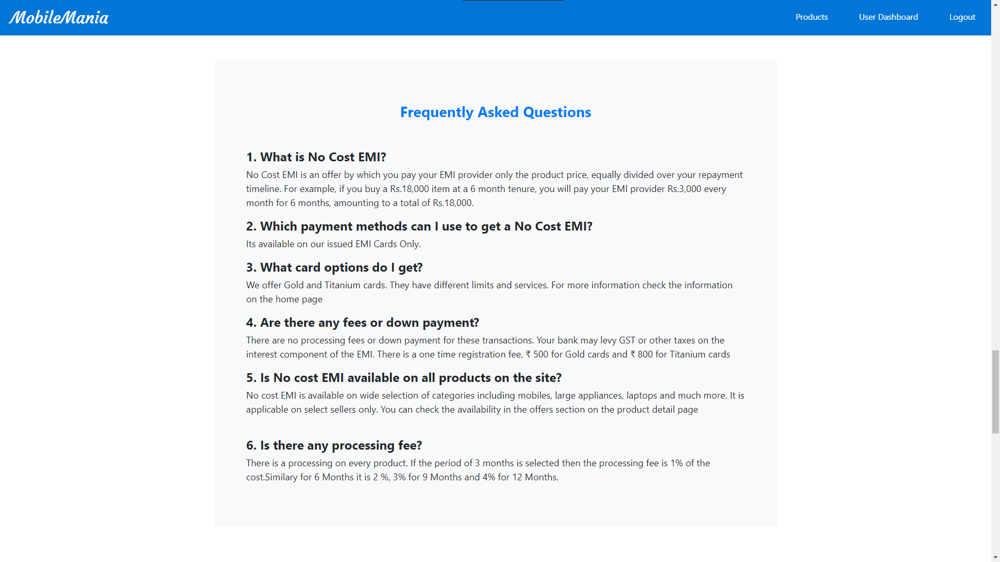 MobileMania
Products
User Dashboard
Logout
Frequently Asked Questions
1. What is No Cost EMI?
No Cost EMI is an offer by which you pay your EMI provider only the product price, equally divided over your repayment
timeline. For example, if you buy a Rs.18,000 item at a 6 month tenure, you will pay your EMI provider Rs.3,000 every
month for 6 months, amounting to a total of Rs.18,000.
2. Which payment methods can I use to get a No Cost EMI?
Its available on our issued EMI Cards Only.
3. What card options do I get?
We offer Gold and Titanium cards. They have different limits and services. For more information check the information
on the home page
4. Are there any fees or down payment?
There are no processing fees or down payment for these transactions. Your bank may levy GST or other taxes on the
interest component of the EMI. There is a one time registration fee, ₹ 500 for Gold cards and ₹ 800 for Titanium cards
5. Is No cost EMI available on all products on the site?
No cost EMI is available on wide selection of categories including mobiles, large appliances, laptops and much more. It is
applicable on select sellers only. You can check the availability in the offers section on the product detail page
6. Is there any processing fee?
There is a processing on every product. If the period of 3 months is selected then the processing fee is 1% of the
cost.Similary for 6 Months it is 2 %, 3% for 9 Months and 4% for 12 Months.